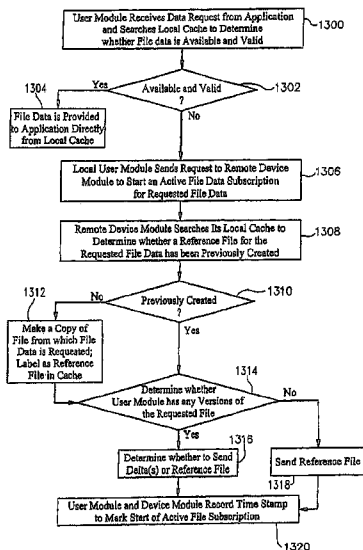 User Module Receives Data Request from Application
and Searches Local Cache to Determine
whether File data is Available and Valid
1300
1304
Yes
Available and Valid
?
1302
File Data is Provided
to Application Directly
from Local Cache
No
Local User Module Sends Request to Remote Device
Module to Start an Active File Data Subscription
for Requested File Data
1306
Remote Device Module Searches Its Local Cache to
Determine whether a Reference File for the
Requested File Data has been Previously Created
1308
1312
No
Previously Created
?
1310
Make a Copy of
File from which File
Data is Requested;
Label as Reference
File in Cache
Yes
Determine whether
User Module has any Versions of
the Requested File
1314
No
Yes
1316
Determine whether to Send
Delta(s) or Reference File
Send Reference File
1318
User Module and Device Module Record Time Stamp
to Mark Start of Active File Subscription
1320